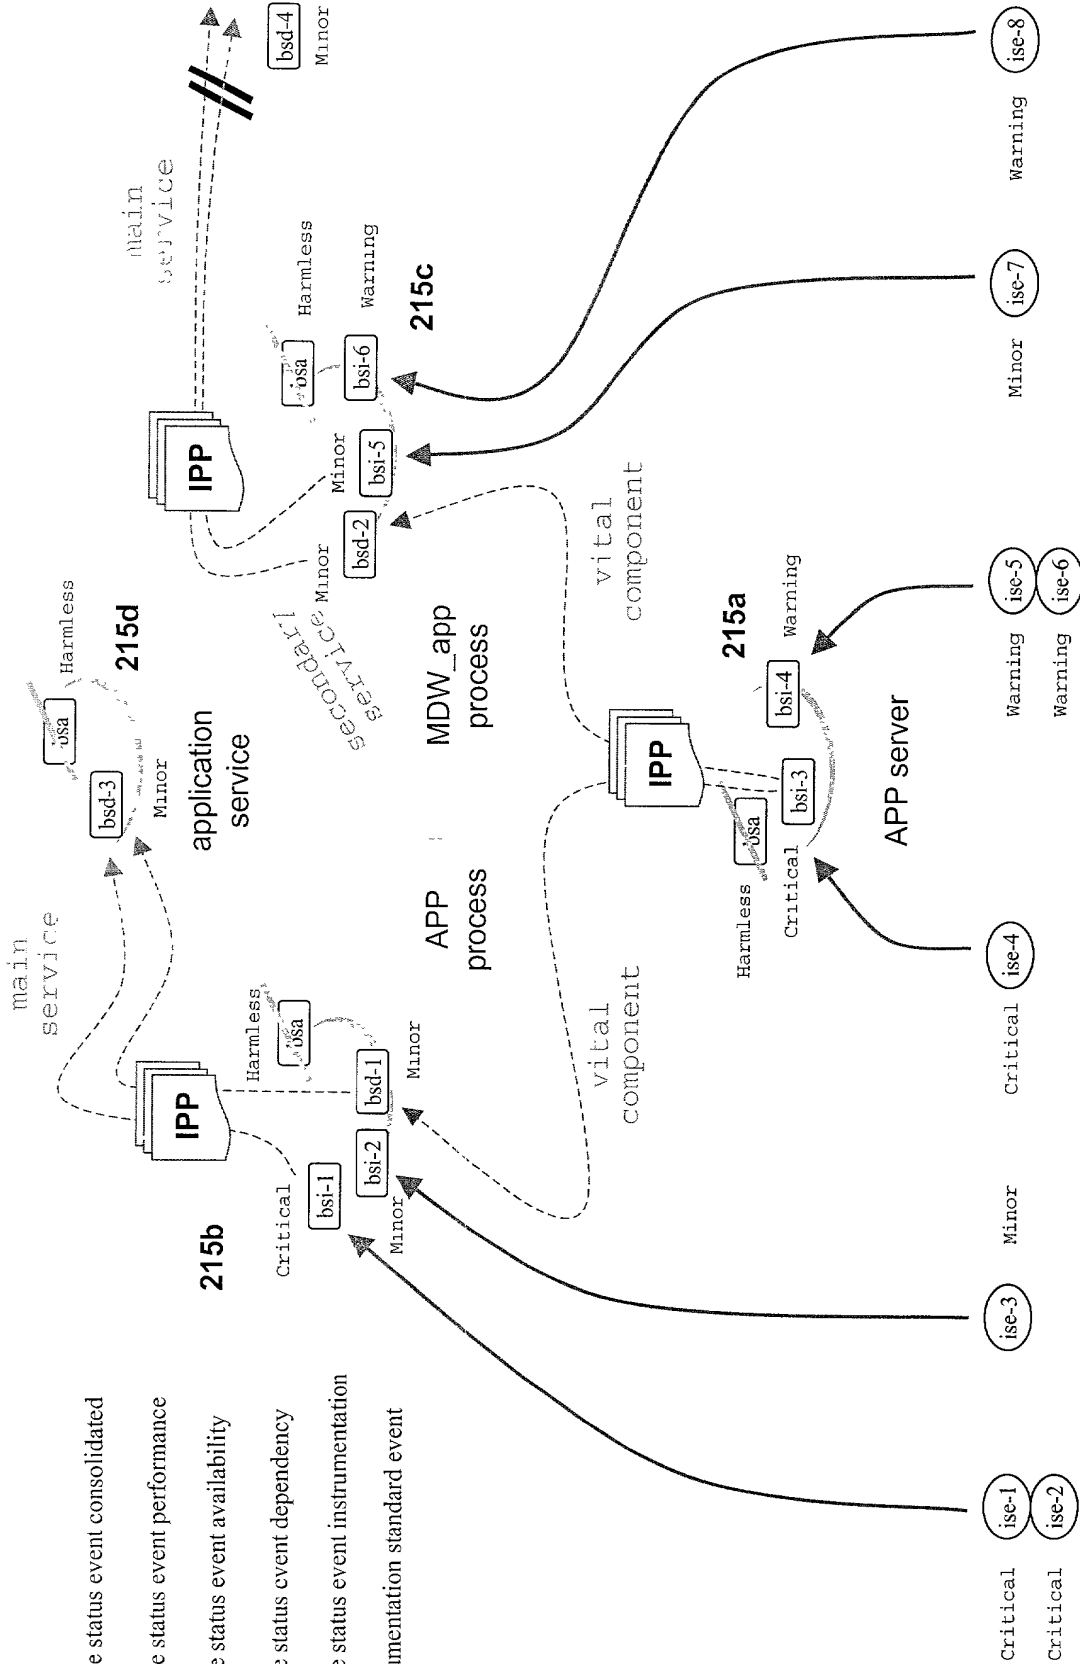 e status event consolidated
e status event performance
e status event availability
e status event dependency
e status event instrumentation
umentation standard event
main
service
main
service
bsd-4
Minor
Harmless
bsd-3
Minor
215d
application
service
IPP
IPP
215b
Critical
bsi-1
Minor
bsi-2
Harmless
bsd-1
Minor
secondary
service
Minor
bsd-2
Minor
bsi-5
Harmless
bsi-6
Warning
215c
APP
process
MDW_app
process
vital
component
vital
component
IPP
215a
Harmless
Critical
bsi-3
bsi-4
Warning
APP server
Critical
ise-1
Critical
ise-2
ise-3
Minor
Critical
ise-4
Warning
ise-5
Warning
ise-6
Minor
ise-7
Warning
ise-8